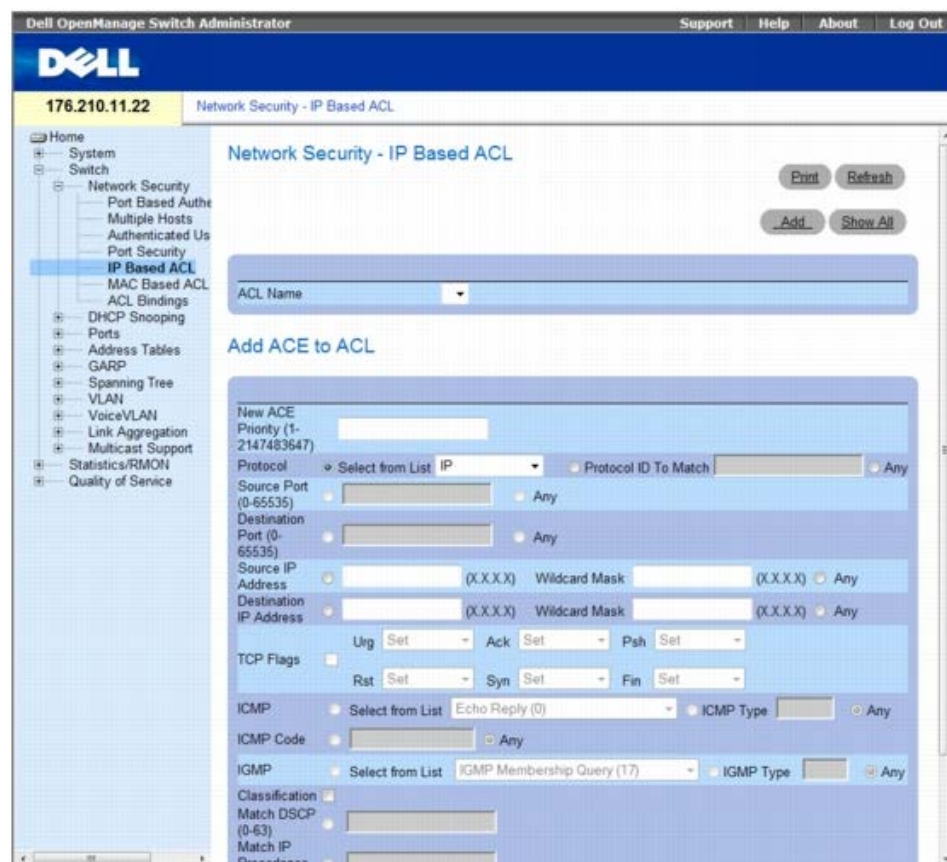 Dell OpenManage Switch Administrator Support Help About Log Out
DELL
176.210.11.22 Network Security - IP Based ACL
Home
System
Switch
Network Security
Port Based Authe
Multiple Hosts
Authenticated Us
Port Security
IP Based ACL
MAC Based ACL
ACL Bindings
DHCP Snooping
Ports
Address Tables
GARP
Spanning Tree
VLAN
VoiceVLAN
Link Aggregation
Multicast Support
Statistics/RMON
Quality of Service
Network Security - IP Based ACL
Print Refresh
Add Show All
ACL Name
Add ACE to ACL
New ACE
Priority (1-
2147483647)
Protocol Select from List IP Protocol ID To Match Any
Source Port
(0-65535) Any
Destination
Port (0-
65535) Any
Source IP
Address (X.X.X.X) Wildcard Mask (X.X.X.X) Any
Destination
IP Address (X.X.X.X) Wildcard Mask (X.X.X.X) Any
TCP Flags
Urg Set Ack Set Psh Set
Rst Set Syn Set Fin Set
ICMP Select from List Echo Reply (0) ICMP Type Any
ICMP Code Any
IGMP Select from List IGMP Membership Query (17) IGMP Type Any
Classification
Match DSCP
(0-63)
Match IP